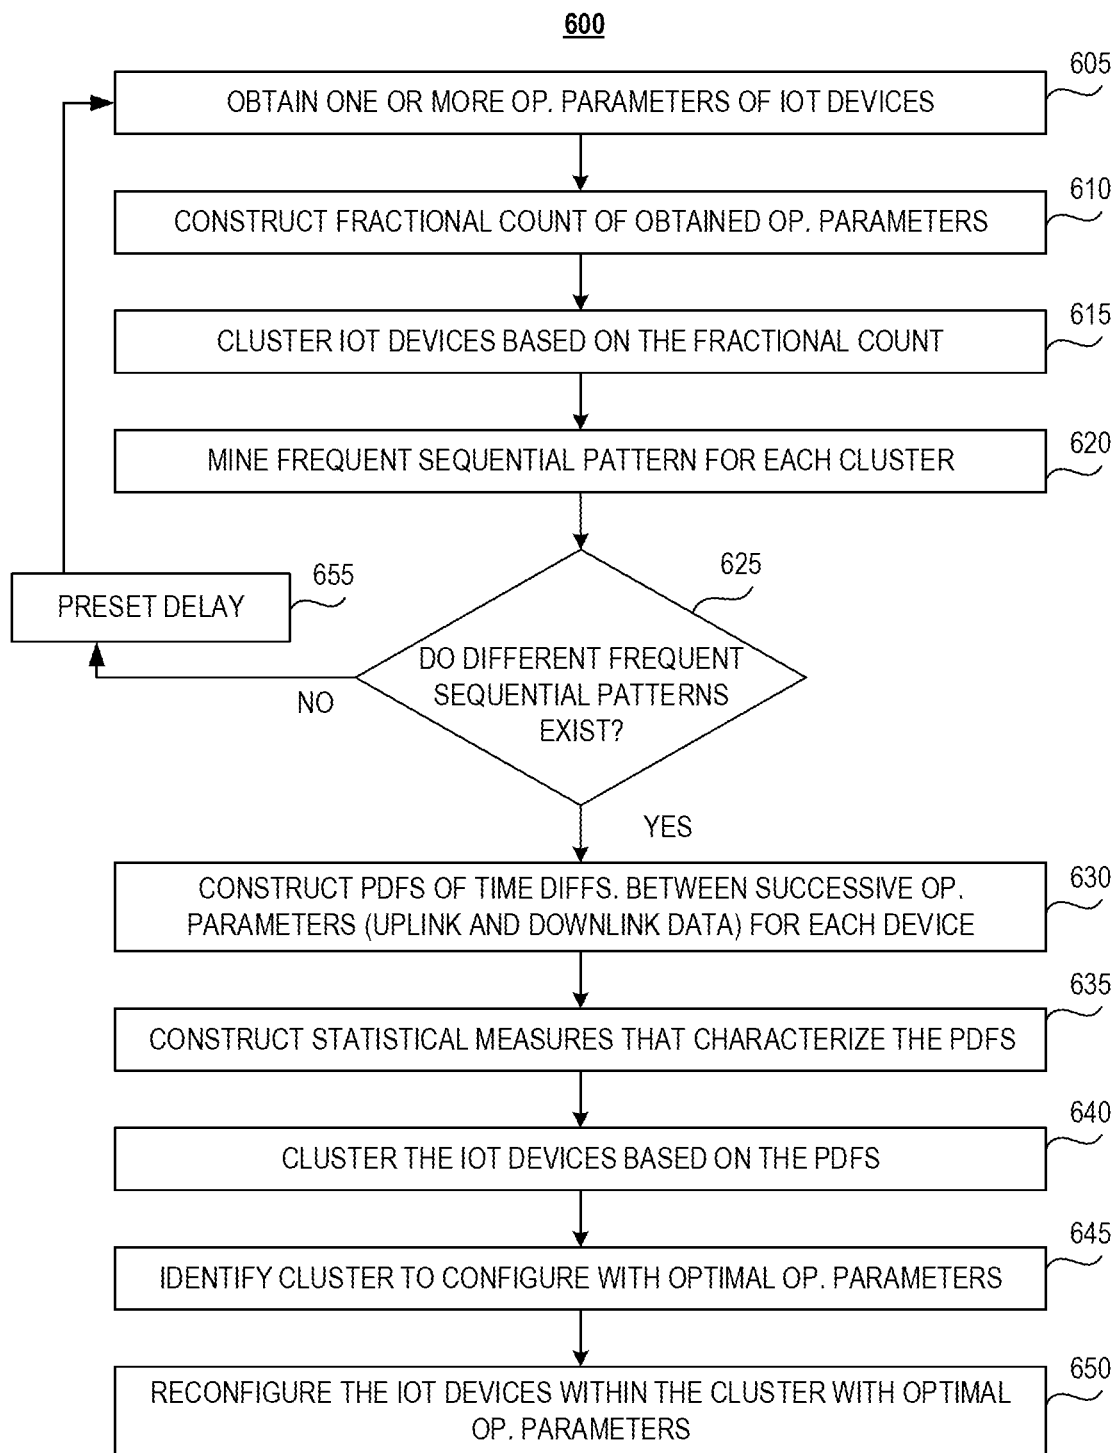 600
605
OBTAIN ONE OR MORE OP. PARAMETERS OF IOT DEVICES
610
CONSTRUCT FRACTIONAL COUNT OF OBTAINED OP. PARAMETERS
615
CLUSTER IOT DEVICES BASED ON THE FRACTIONAL COUNT
620
MINE FREQUENT SEQUENTIAL PATTERN FOR EACH CLUSTER
625
655
PRESET DELAY
DO DIFFERENT FREQUENT
SEQUENTIAL PATTERNS
EXIST?
NO
YES
630
CONSTRUCT PDFS OF TIME DIFFS. BETWEEN SUCCESSIVE OP.
PARAMETERS (UPLINK AND DOWNLINK DATA) FOR EACH DEVICE
635
CONSTRUCT STATISTICAL MEASURES THAT CHARACTERIZE THE PDFS
640
CLUSTER THE IOT DEVICES BASED ON THE PDFS
645
IDENTIFY CLUSTER TO CONFIGURE WITH OPTIMAL OP. PARAMETERS
650
RECONFIGURE THE IOT DEVICES WITHIN THE CLUSTER WITH OPTIMAL
OP. PARAMETERS